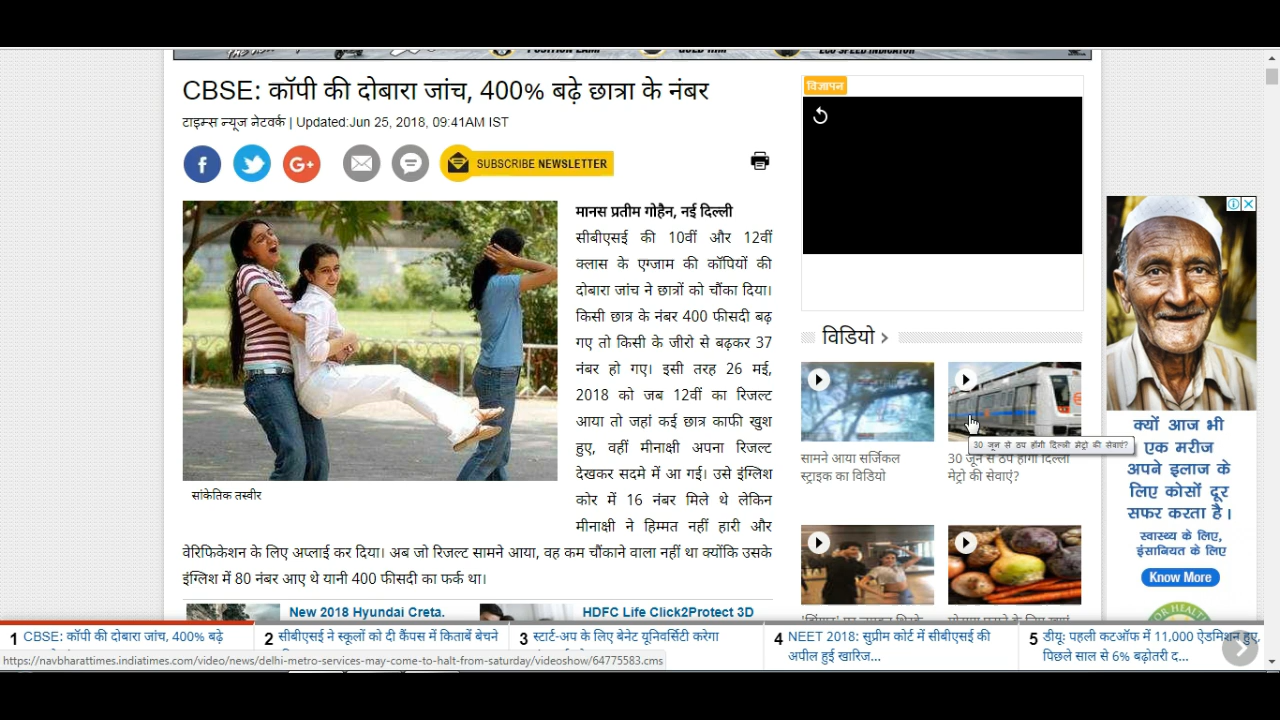 POSITION LAMP
ECO SPEED INDICATOR
CBSE: कॉपी की दोबारा जांच, 400% बढ़े छात्रा के नंबर
टाइम्स न्यूज नेटवर्क | Updated:Jun 25, 2018, 09:41AM IST
SUBSCRIBE NEWSLETTER
मानस प्रतीम गोहैन, नई दिल्ली
सीबीएसई की 10वीं और 12वीं
क्लास के एग्जाम की कॉपियों की
दोबारा जांच ने छात्रों को चौंका दिया।
किसी छात्र के नंबर 400 फीसदी बढ़
गए तो किसी के जीरो से बढ़कर 37
नंबर हो गए। इसी तरह 26 मई,
2018 को जब 12वीं का रिजल्ट
आया तो जहां कई छात्र काफी खुश
हुए, वहीं मीनाक्षी अपना रिजल्ट
देखकर सदमे में आ गईं। उसे इंग्लिश
कोर में 16 नंबर मिले थे लेकिन
मीनाक्षी ने हिम्मत नहीं हारी और
वेरिफिकेशन के लिए अप्लाई कर दिया। अब जो रिजल्ट सामने आया, वह कम चौंकाने वाला नहीं था क्योंकि उसके
इंग्लिश में 80 नंबर आए थे यानी 400 फीसदी का फर्क था।
सांकेतिक तस्वीर
New 2018 Hyundai Creta.
HDFC Life Click2Protect 3D
विज्ञापन
विडियो >
सामने आया सर्जिकल
स्ट्राइक का विडियो
30 जून से ठप होगी दिल्ली मेट्रो की सेवाएं?
30 जून से ठप होगी दिल्ली
मेट्रो की सेवाएं?
क्यों आज भी
एक मरीज
अपने इलाज के
लिए कोसों दूर
सफर करता है।
स्वास्थ्य के लिए,
इंसानियत के लिए
Know More
1 CBSE: कॉपी की दोबारा जांच, 400% बढ़े
2 सीबीएसई ने स्कूलों को दी कैंपस में किताबें बेचने
3 स्टार्ट-अप के लिए बेनेट यूनिवर्सिटी करेगा
4 NEET 2018: सुप्रीम कोर्ट में सीबीएसई की
अपील हुई खारिज...
5 डीयू: पहली कटऑफ में 11,000 ऐडमिशन हुए,
पिछले साल से 6% बढ़ोतरी द...
https://navbharattimes.indiatimes.com/video/news/delhi-metro-services-may-come-to-halt-from-saturday/videoshow/64775583.cms